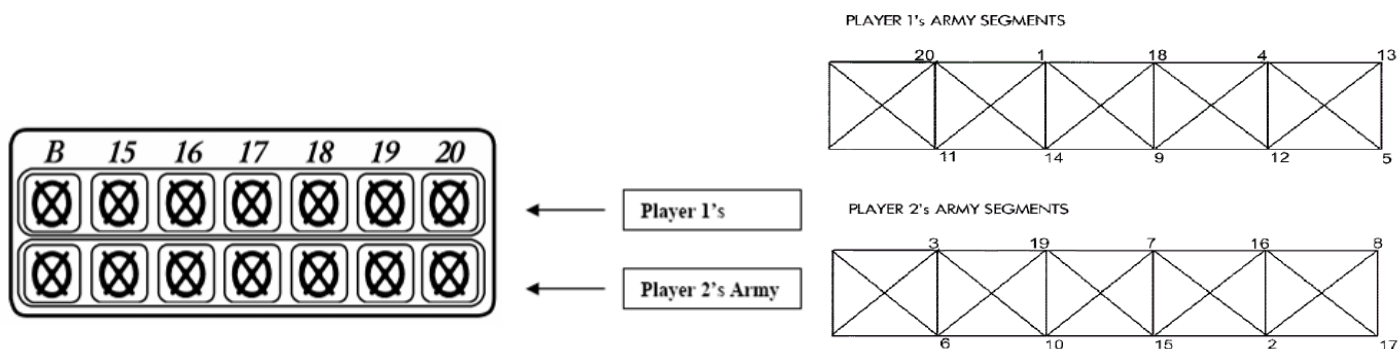 B 15 16 17 18 19 20
Player 1's
Player 2's Army
PLAYER 1's ARMY SEGMENTS
20 1 18 4 13
11 14 9 12 5
PLAYER 2's ARMY SEGMENTS
3 19 7 16 8
6 10 15 2 17